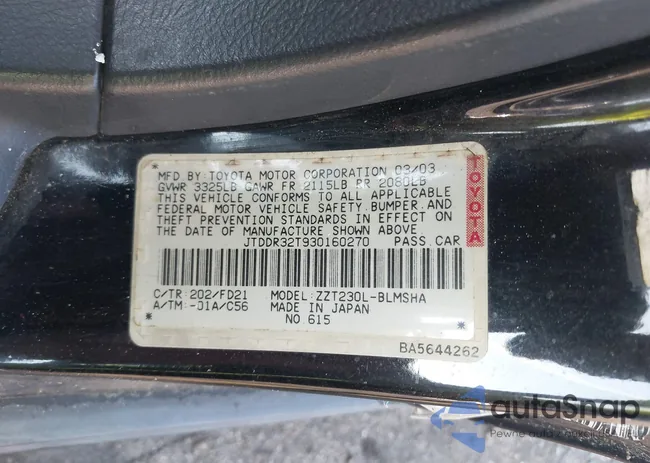 MFD BY:TOYOTA MOTOR CORPORATION 03/03
GVWR 3325LB GAWR FR 2115LB RR 2080LB
THIS VEHICLE CONFORMS TO ALL APPLICABLE
FEDERAL MOTOR VEHICLE SAFETY, BUMPER, AND
THEFT PREVENTION STANDARDS IN EFFECT ON
THE DATE OF MANUFACTURE SHOWN ABOVE.
JTDDR32T930160270 PASS.CAR
TOYOTA
C/TR:202/FD21 MODEL:ZZT230L-BLMSHA
A/TM:-01A/C56 MADE IN JAPAN
NO 615
BA5644262
autoSnap